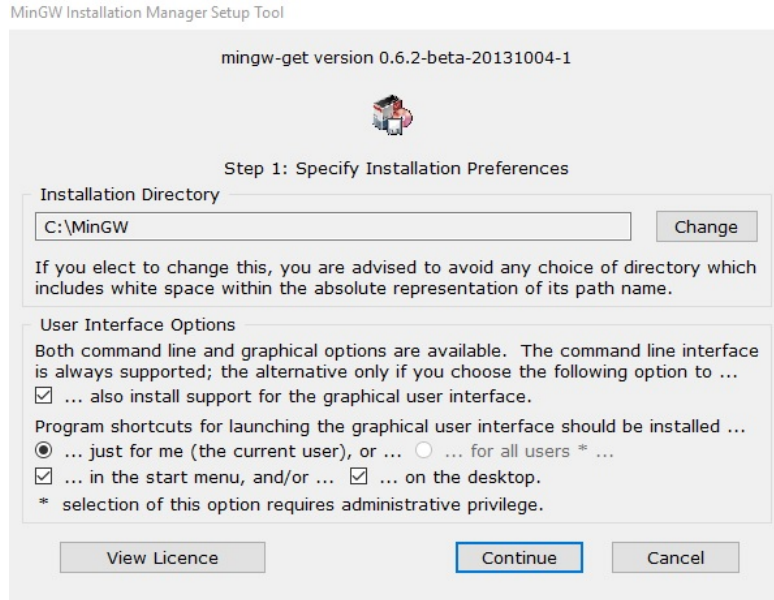 MinGW Installation Manager Setup Tool
mingw-get version 0.6.2-beta-20131004-1
Step 1: Specify Installation Preferences
Installation Directory
C:\MinGW
Change
If you elect to change this, you are advised to avoid any choice of directory which
includes white space within the absolute representation of its path name.
User Interface Options
Both command line and graphical options are available. The command line interface
is always supported; the alternative only if you choose the following option to ...
... also install support for the graphical user interface.
Program shortcuts for launching the graphical user interface should be installed ...
... just for me (the current user), or ... ... for all users * ...
... in the start menu, and/or ... ... on the desktop.
* selection of this option requires administrative privilege.
View Licence Continue Cancel